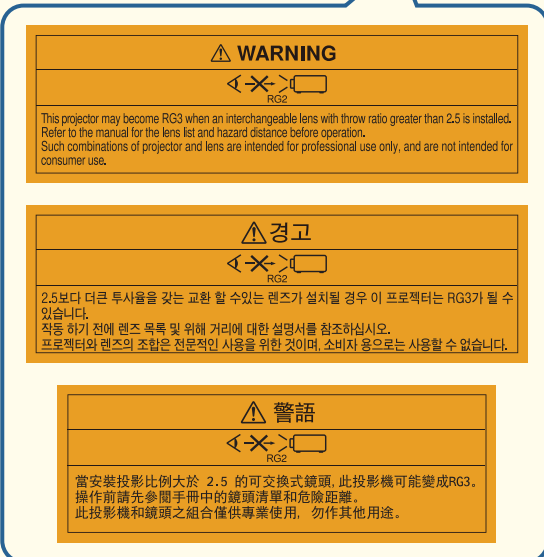 ⚠ WARNING
RG2
This projector may become RG3 when an interchangeable lens with throw ratio greater than 2.5 is installed.
Refer to the manual for the lens list and hazard distance before operation.
Such combinations of projector and lens are intended for professional use only, and are not intended for
consumer use.
⚠경고
RG2
2.5보다 더큰 투사율을 갖는 교환 할 수있는 렌즈가 설치될 경우 이 프로젝터는 RG3가 될 수
있습니다.
작동 하기 전에 렌즈 목록 및 위해 거리에 대한 설명서를 참조하십시오.
프로젝터와 렌즈의 조합은 전문적인 사용을 위한 것이며, 소비자 용으로는 사용할 수 없습니다.
⚠ 警語
RG2
當安裝投影比例大於 2.5 的可交換式鏡頭, 此投影機可能變成RG3。
操作前請先參閱手冊中的鏡頭清單和危險距離。
此投影機和鏡頭之組合僅供專業使用, 勿作其他用途。